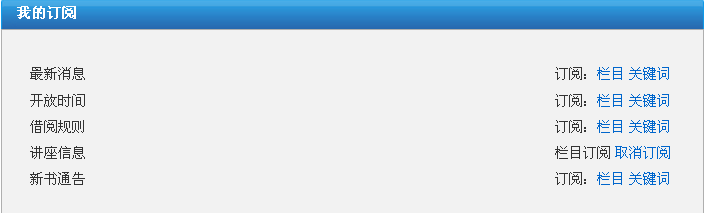 我的订阅
最新消息 订阅：栏目 关键词
开放时间 订阅：栏目 关键词
借阅规则 订阅：栏目 关键词
讲座信息 栏目订阅 取消订阅
新书通告 订阅：栏目 关键词